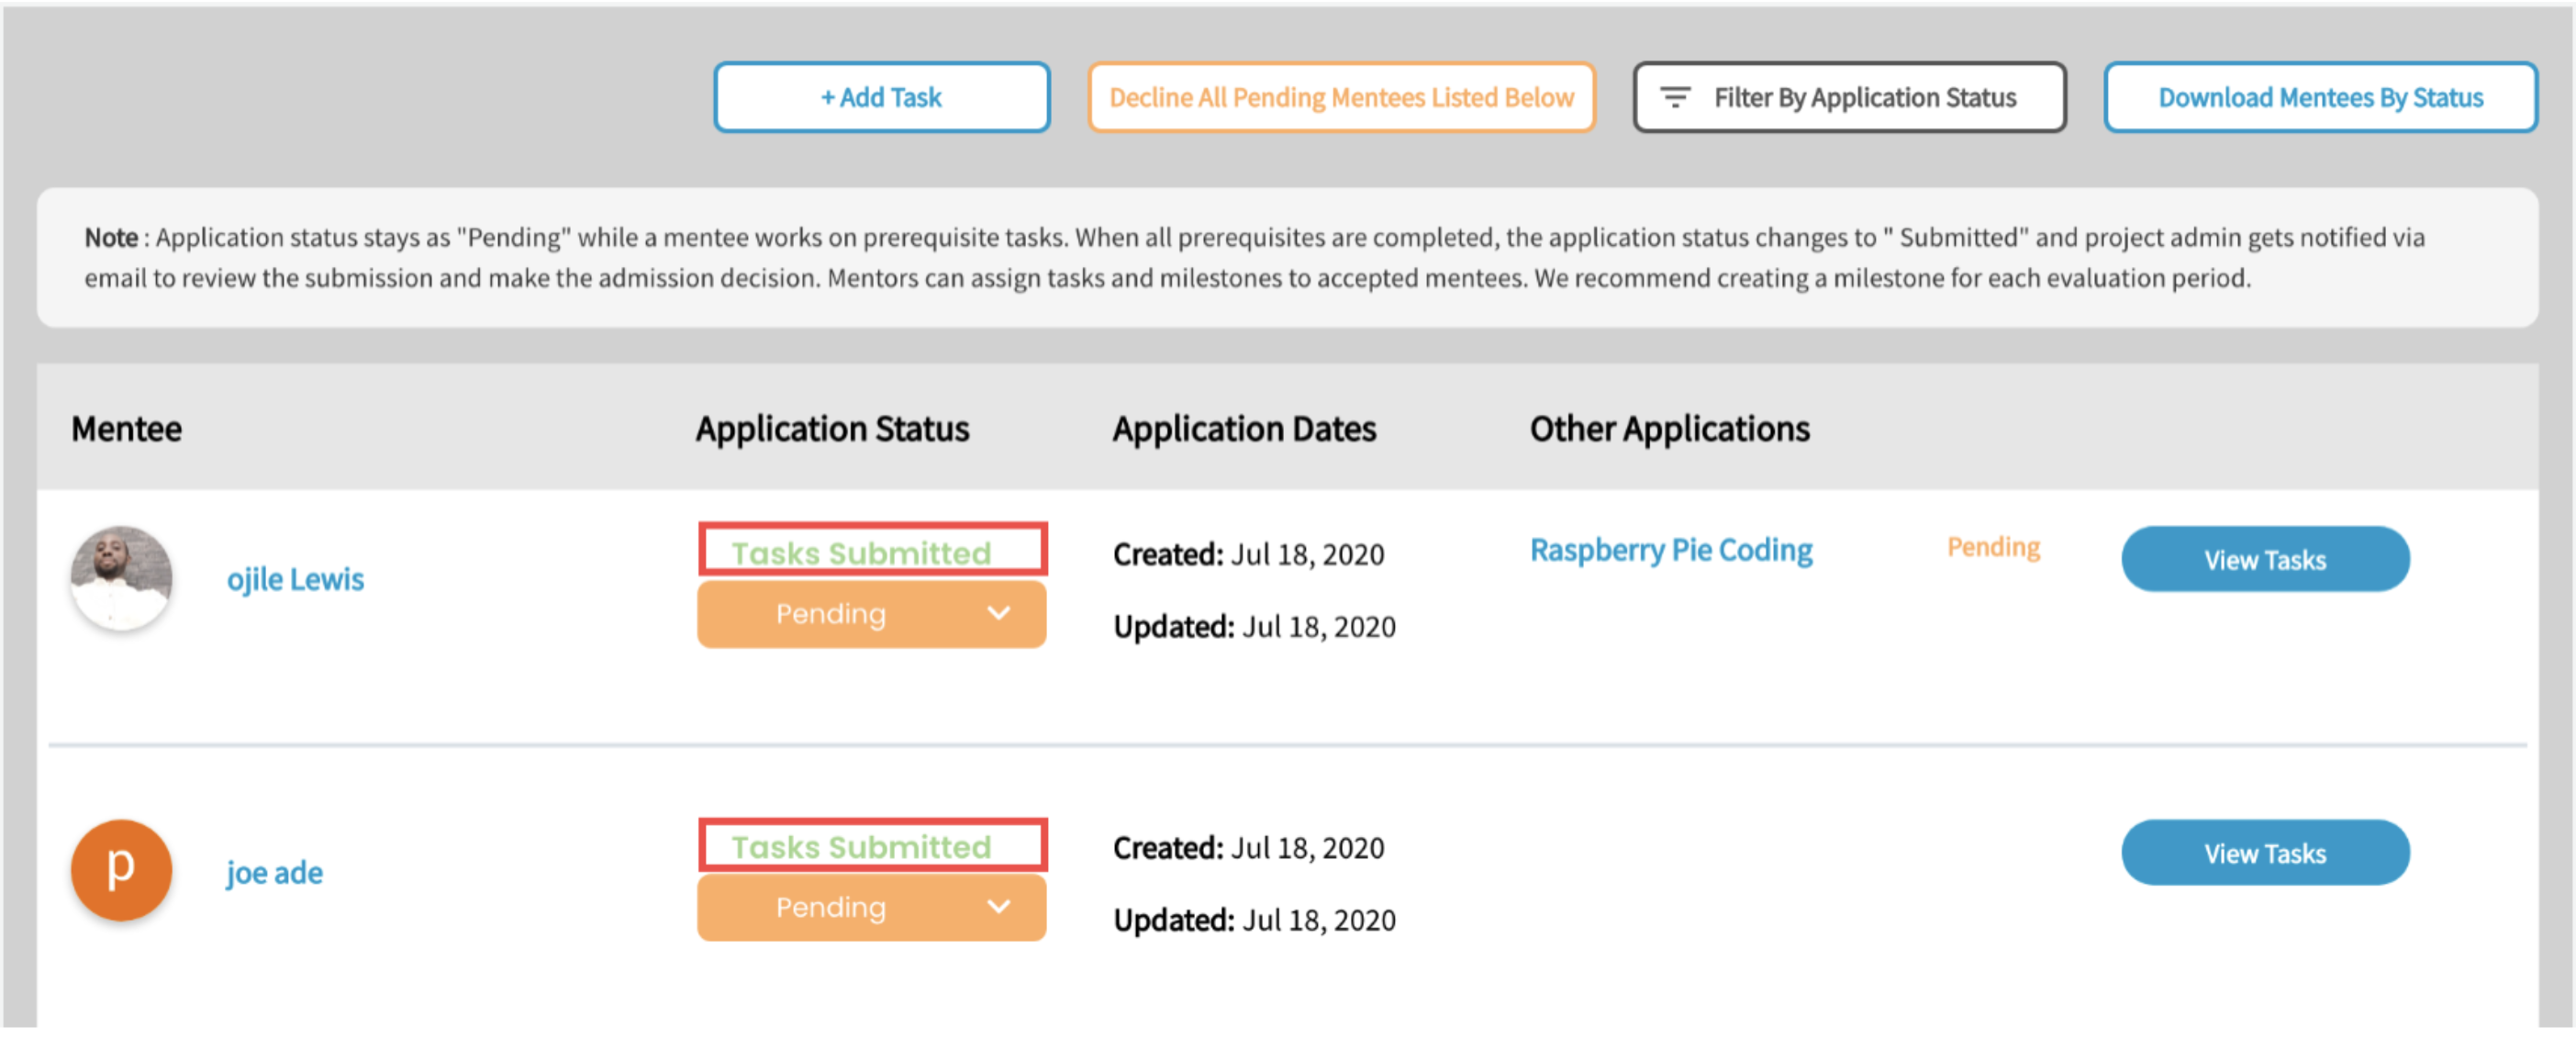 + Add Task
Decline All Pending Mentees Listed Below
Filter By Application Status
Download Mentees By Status
Note : Application status stays as "Pending" while a mentee works on prerequisite tasks. When all prerequisites are completed, the application status changes to " Submitted" and project admin gets notified via
email to review the submission and make the admission decision. Mentors can assign tasks and milestones to accepted mentees. We recommend creating a milestone for each evaluation period.
Mentee
Application Status
Application Dates
Other Applications
ojile Lewis
Tasks Submitted
Pending
Created: Jul 18, 2020
Updated: Jul 18, 2020
Raspberry Pie Coding
Pending
View Tasks
p
joe ade
Tasks Submitted
Pending
Created: Jul 18, 2020
Updated: Jul 18, 2020
View Tasks